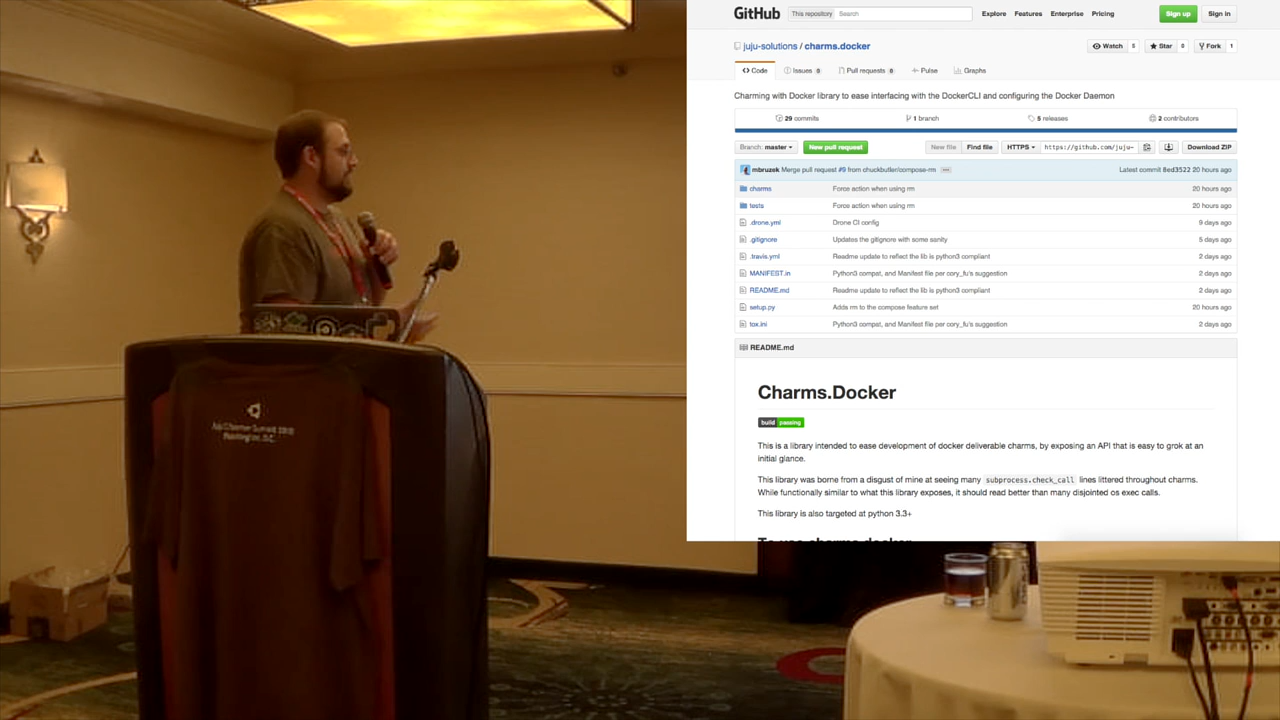 GitHub This repository Search Explore Features Enterprise Pricing Sign up Sign in
juju-solutions / charms.docker Watch 5 Star 0 Fork 1
<> Code Issues 0 Pull requests 0 Pulse Graphs
Charming with Docker library to ease interfacing with the DockerCLI and configuring the Docker Daemon
29 commits 1 branch 5 releases 2 contributors
Branch: master New pull request New file Find file HTTPS https://github.com/juju- Download ZIP
mbruzek Merge pull request #9 from chuckbutler/compose-rm Latest commit 8ed3522 20 hours ago
charms Force action when using rm 20 hours ago
tests Force action when using rm 20 hours ago
.drone.yml Drone CI config 9 days ago
.gitignore Updates the gitignore with some sanity 5 days ago
.travis.yml Readme update to reflect the lib is python3 compliant 2 days ago
MANIFEST.in Python3 compat, and Manifest file per cory_fu's suggestion 2 days ago
README.md Readme update to reflect the lib is python3 compliant 2 days ago
setup.py Adds rm to the compose feature set 20 hours ago
tox.ini Python3 compat, and Manifest file per cory_fu's suggestion 2 days ago
README.md
Charms.Docker
build passing
This is a library intended to ease development of docker deliverable charms, by exposing an API that is easy to grok at an
initial glance.
This library was borne from a disgust of mine at seeing many subprocess.check_call lines littered throughout charms.
While functionally similar to what this library exposes, it should read better than many disjointed os exec calls.
This library is also targeted at python 3.3+
To use charms.docker